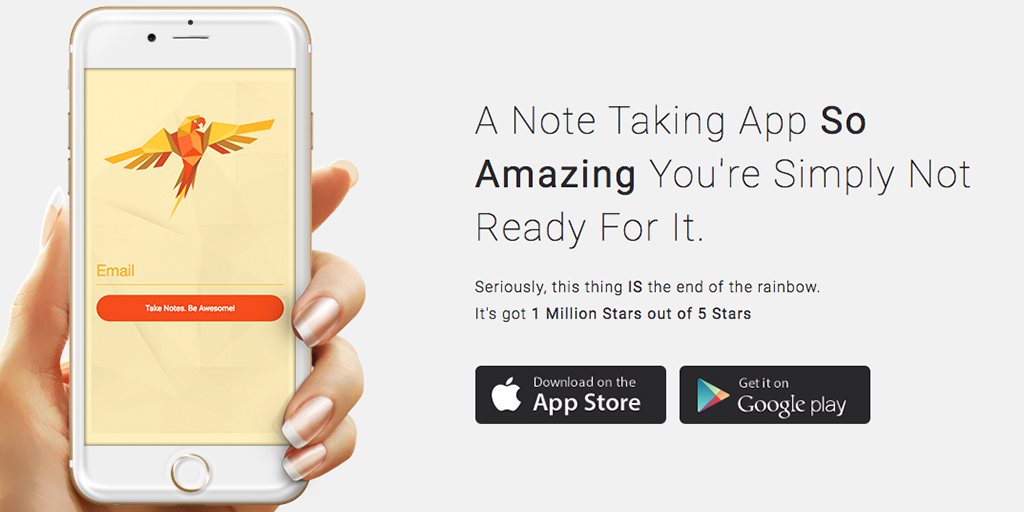 A Note Taking App So
Amazing You're Simply Not
Ready For It.
Seriously, this thing IS the end of the rainbow.
It's got 1 Million Stars out of 5 Stars
Download on the
App Store
Get it on
Google play
Email
Take Notes. Be Awesome!